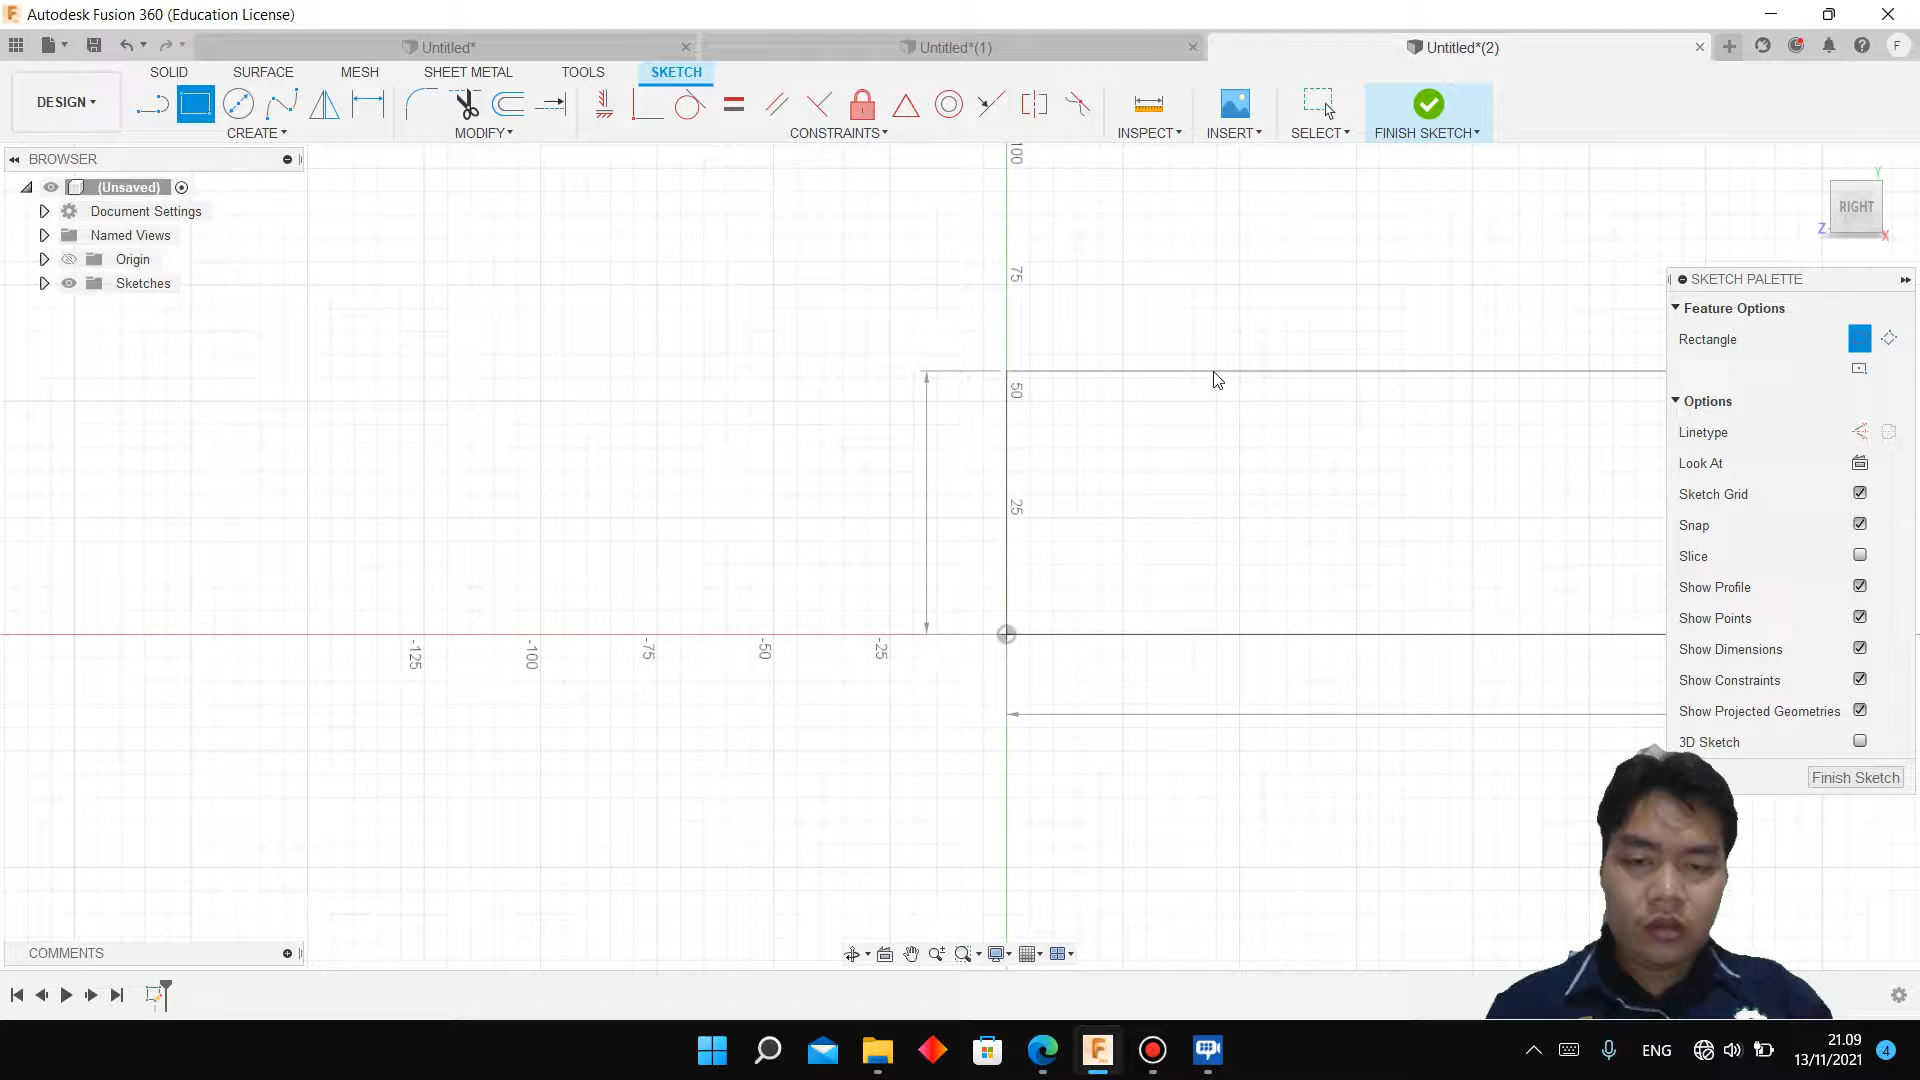 Autodesk Fusion 360 (Education License)
Untitled*
Untitled*(1)
Untitled*(2)
F
SOLID
SURFACE
MESH
SHEET METAL
TOOLS
SKETCH
DESIGN
CREATE
MODIFY
CONSTRAINTS
INSPECT
INSERT
SELECT
FINISH SKETCH
BROWSER
(Unsaved)
Document Settings
Named Views
Origin
Sketches
100
75
50
25
-125
-100
-75
-50
-25
Y
RIGHT
Z
X
SKETCH PALETTE
Feature Options
Rectangle
Options
Linetype
Look At
Sketch Grid
Snap
Slice
Show Profile
Show Points
Show Dimensions
Show Constraints
Show Projected Geometries
3D Sketch
Finish Sketch
COMMENTS
ENG
21.09
13/11/2021
4